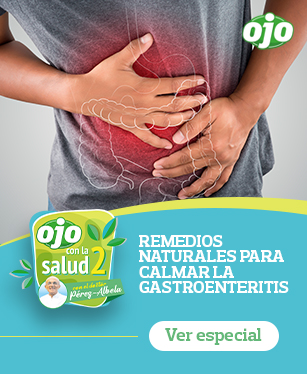 ojo
ojo
con la
salud 2
con el doctor
Pérez-Albela
REMEDIOS
NATURALES PARA
CALMAR LA
GASTROENTERITIS
Ver especial